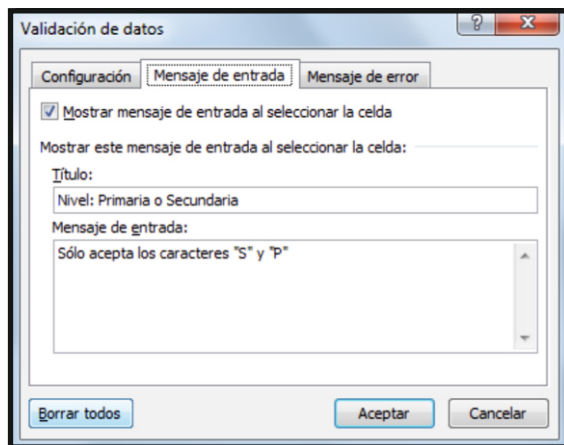 Validación de datos
?
Configuración
Mensaje de entrada
Mensaje de error
Mostrar mensaje de entrada al seleccionar la celda
Mostrar este mensaje de entrada al seleccionar la celda:
Título:
Nivel: Primaria o Secundaria
Mensaje de entrada:
Sólo acepta los caracteres "S" y "P"
Borrar todos
Aceptar
Cancelar